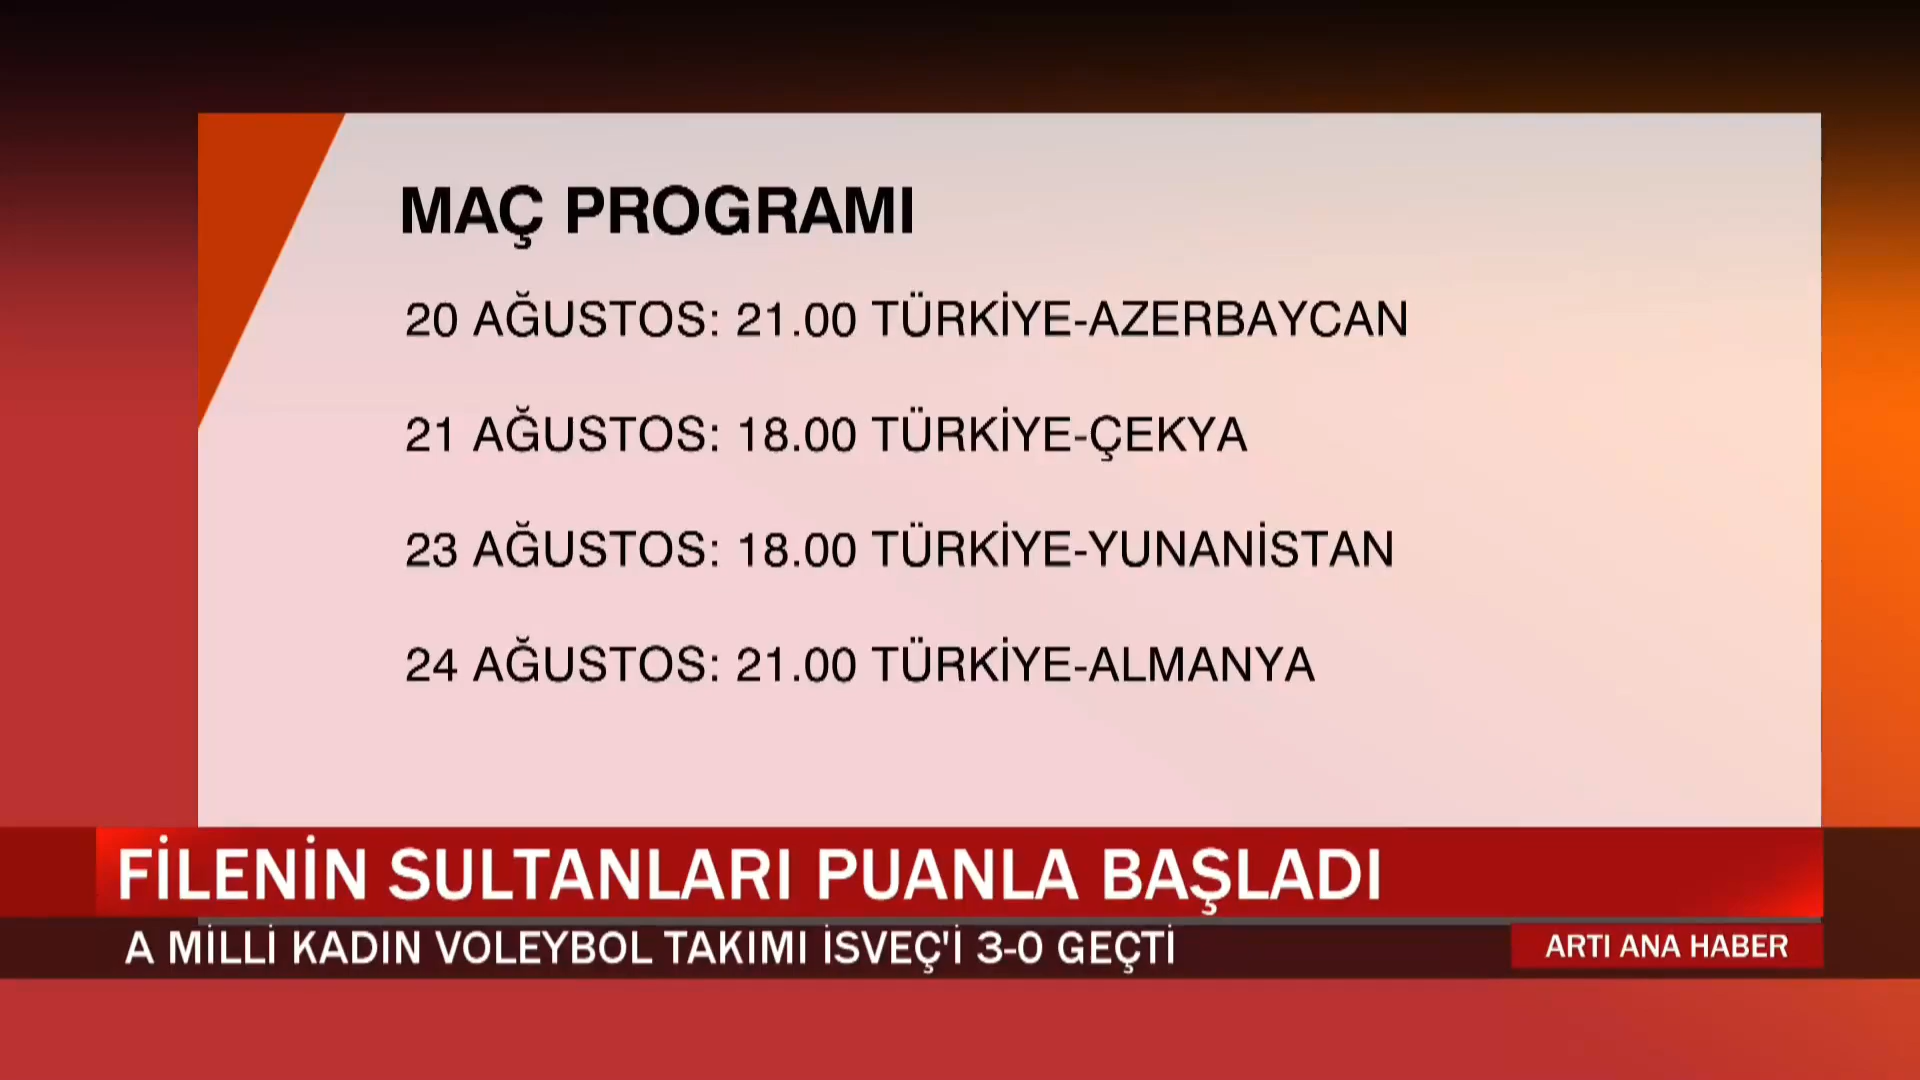 MAÇ PROGRAMI
20 AĞUSTOS: 21.00 TÜRKİYE-AZERBAYCAN
21 AĞUSTOS: 18.00 TÜRKİYE-ÇEKYA
23 AĞUSTOS: 18.00 TÜRKİYE-YUNANİSTAN
24 AĞUSTOS: 21.00 TÜRKİYE-ALMANYA
FİLENİN SULTANLARI PUANLA BAŞLADI
A MİLLİ KADIN VOLEYBOL TAKIMI İSVEÇ'İ 3-0 GEÇTİ
ARTI ANA HABER